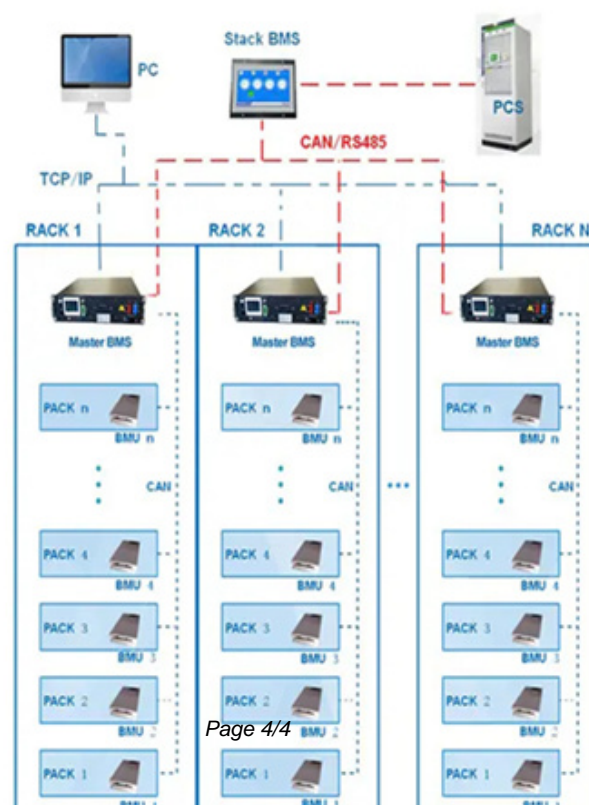 Stack BMS
PC
PCS
CAN/RS485
TCP/IP
RACK 1
RACK 2
RACK N
Master BMS
Master BMS
Master BMS
PACK n
BMU n
PACK n
BMU n
PACK n
BMU n
CAN
CAN
...
CAN
PACK 4
BMU 4
PACK 4
BMU 4
PACK 4
BMU 4
PACK 3
BMU 3
PACK 3
BMU 3
PACK 3
BMU 3
PACK 2
BMU 2
PACK 2
BMU 2
PACK 2
BMU 2
Page 4/4
PACK 1
PACK 1
PACK 1